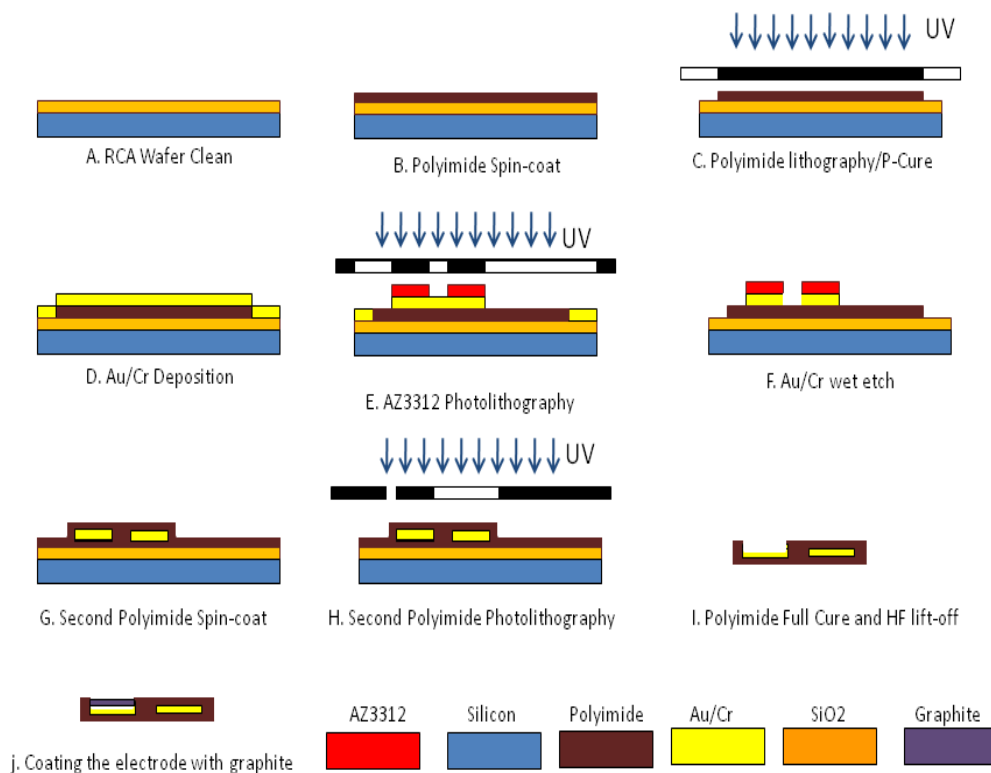 UV
A. RCA Wafer Clean
B. Polyimide Spin-coat
C. Polyimide lithography/P-Cure
UV
D. Au/Cr Deposition
E. AZ3312 Photolithography
F. Au/Cr wet etch
UV
G. Second Polyimide Spin-coat
H. Second Polyimide Photolithography
I. Polyimide Full Cure and HF lift-off
j. Coating the electrode with graphite
AZ3312
Silicon
Polyimide
Au/Cr
SiO2
Graphite